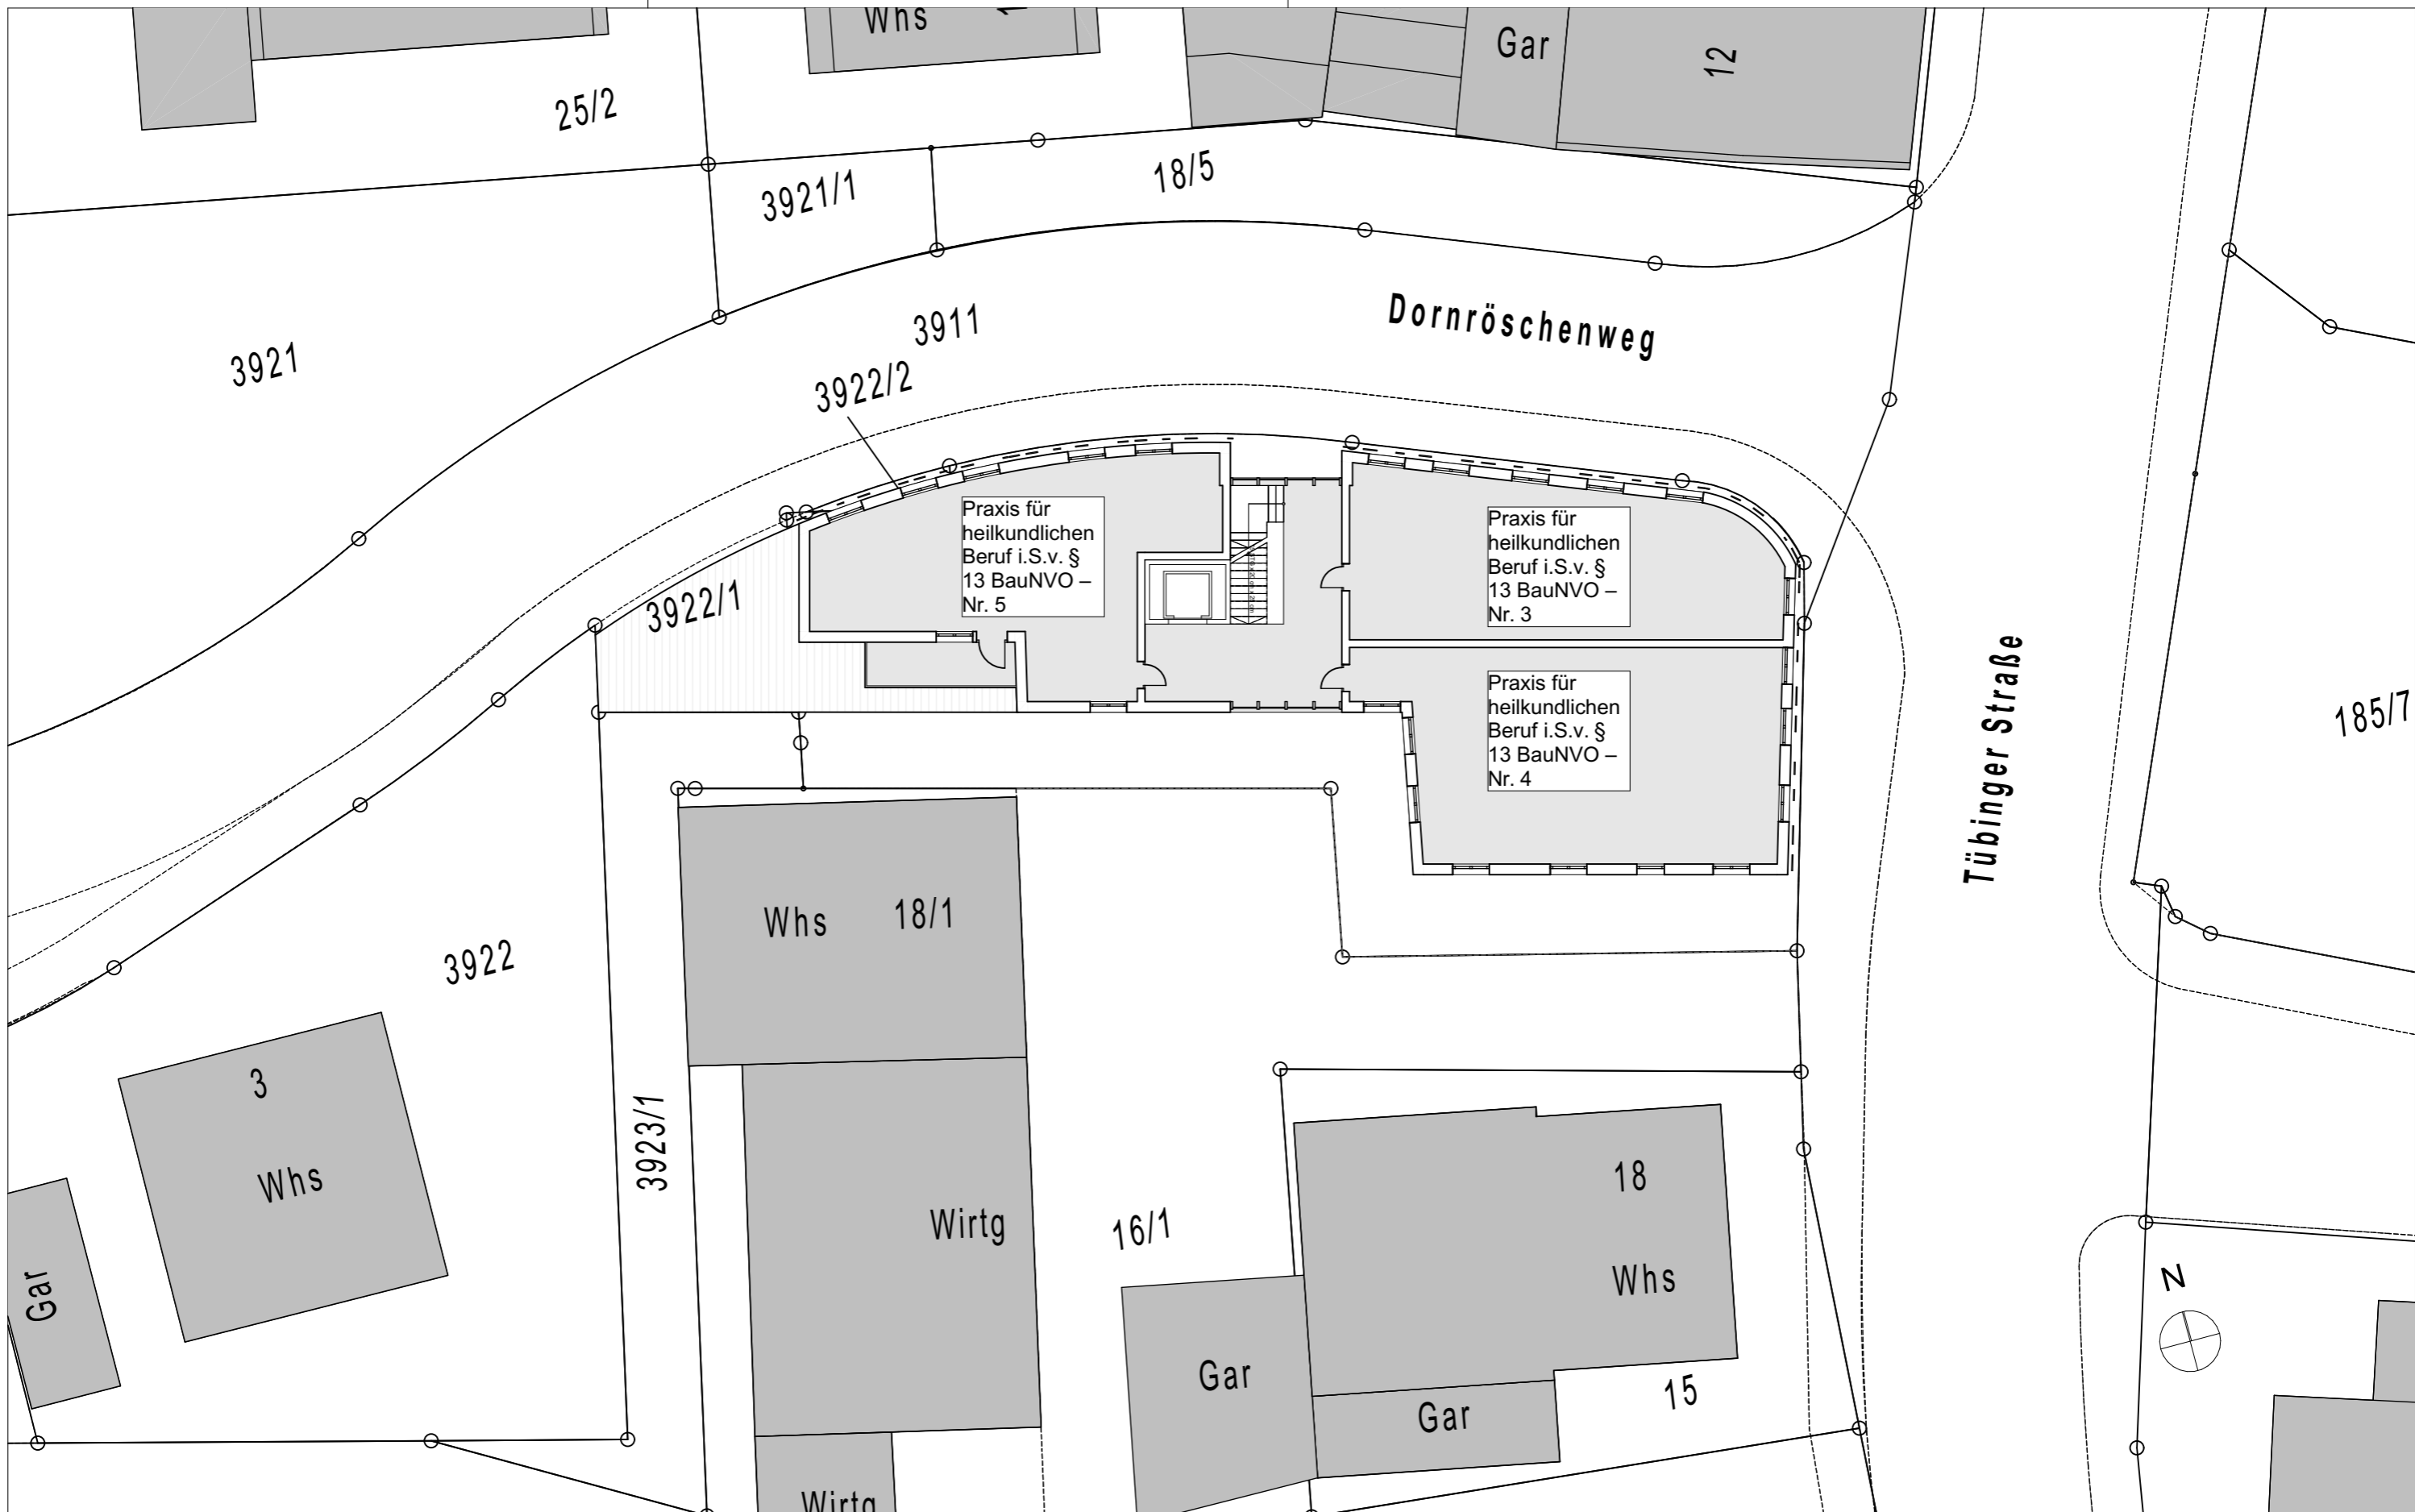 Whs
Gar
12
25/2
3921/1
18/5
3921
3911
Dornröschenweg
3922/2
Praxis für
heilkundlichen
Beruf i.S.v. §
13 BauNVO –
Nr. 5
Praxis für
heilkundlichen
Beruf i.S.v. §
13 BauNVO –
Nr. 3
3922/1
Praxis für
heilkundlichen
Beruf i.S.v. §
13 BauNVO –
Nr. 4
Tübinger Straße
185/7
Whs
18/1
3922
3
Whs
3923/1
Wirtg
16/1
18
Whs
N
Gar
Gar
Gar
15
Wirtg